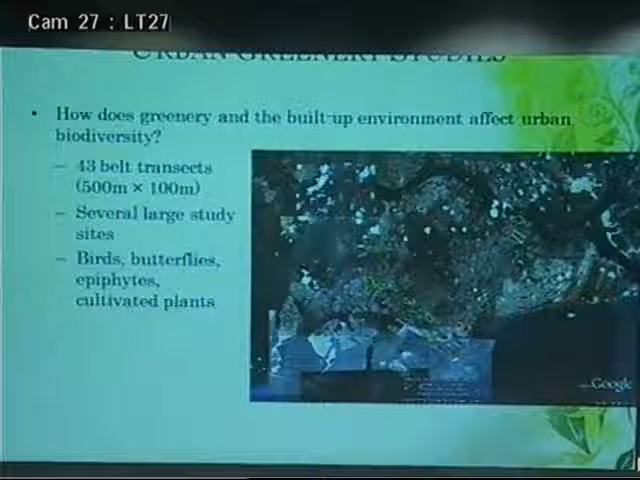 Cam 27 : LT27
URBAN GREENERY STUDIES
• How does greenery and the built-up environment affect urban
biodiversity?
– 43 belt transects
(500m × 100m)
– Several large study
sites
– Birds, butterflies,
epiphytes,
cultivated plants
Google